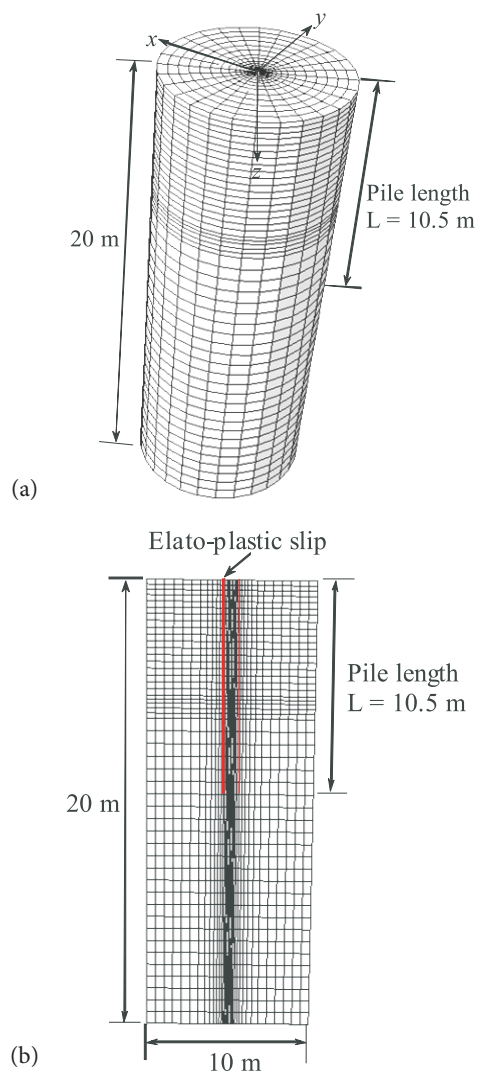 y
x
z
Pile length
L = 10.5 m
20 m
(a)
Elato-plastic slip
Pile length
L = 10.5 m
20 m
(b)
10 m